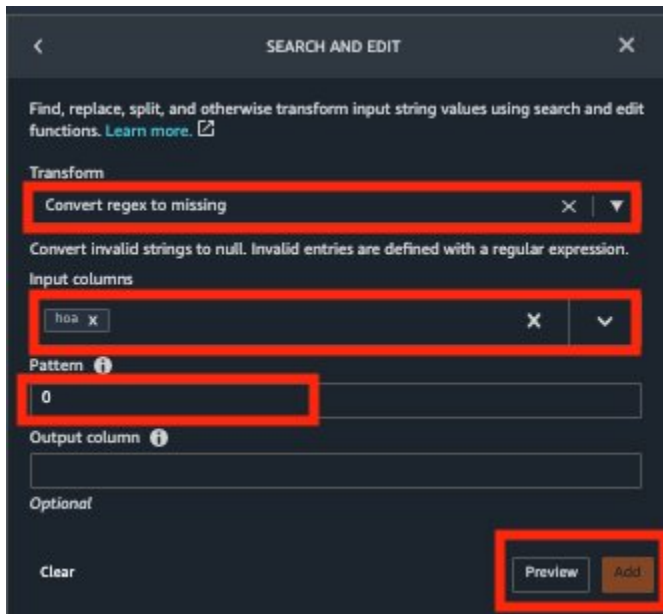 SEARCH AND EDIT
Find, replace, split, and otherwise transform input string values using search and edit
functions. Learn more.
Transform
Convert regex to missing
Convert invalid strings to null. Invalid entries are defined with a regular expression.
Input columns
hoa x
Pattern
0
Output column
Optional
Clear
Preview Add